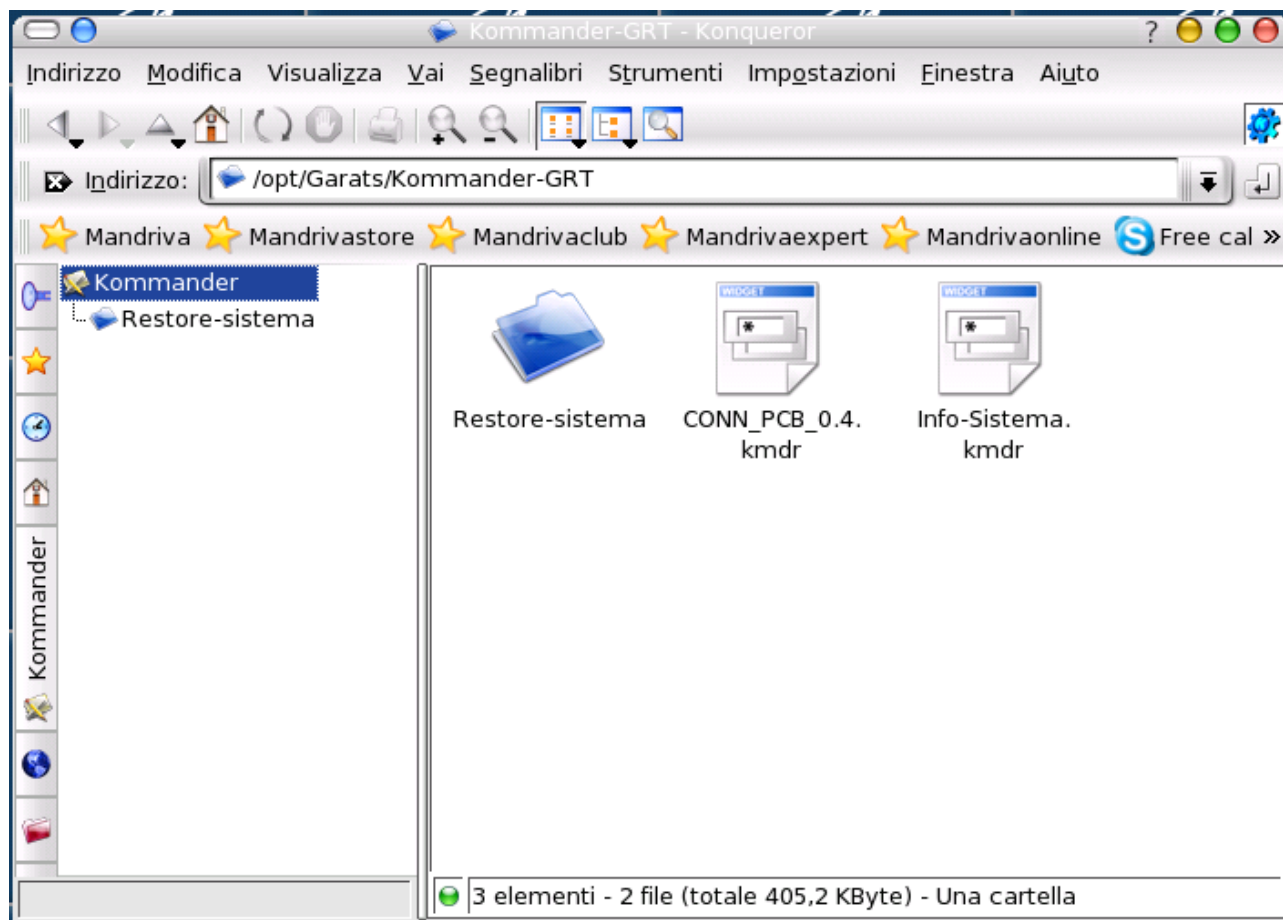 Kommander-GRT - Konqueror ?
Indirizzo Modifica Visualizza Vai Segnalibri Strumenti Impostazioni Finestra Aiuto
Indirizzo: /opt/Garats/Kommander-GRT
Mandriva Mandrivastore Mandrivaclub Mandrivaexpert Mandrivaonline Free cal »
Kommander
Restore-sistema
Kommander
WIDGET
WIDGET
Restore-sistema
CONN_PCB_0.4.
kmdr
Info-Sistema.
kmdr
3 elementi - 2 file (totale 405,2 KByte) - Una cartella